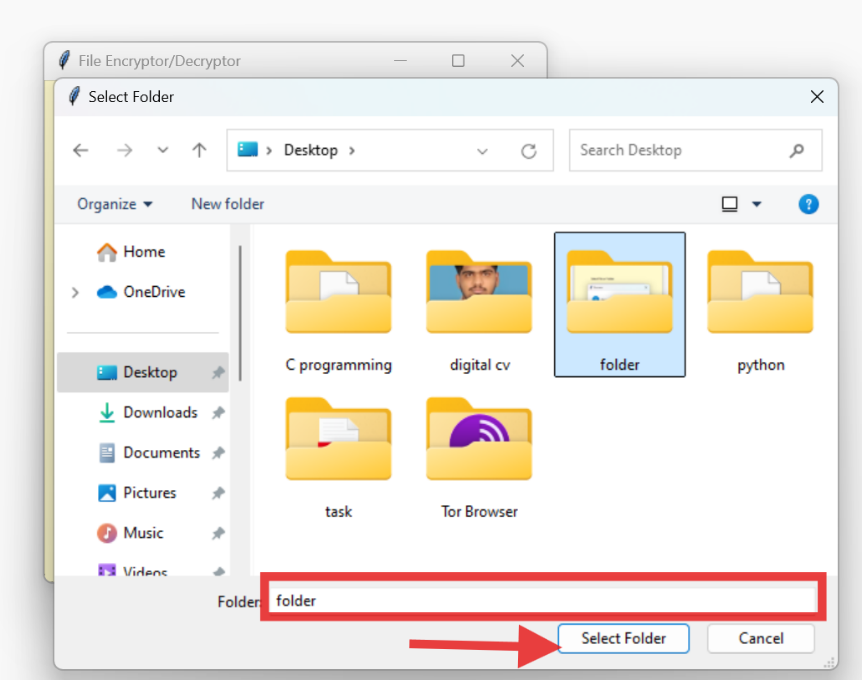 File Encryptor/Decryptor
Select Folder
Desktop
Search Desktop
Organize
New folder
?
Home
OneDrive
Desktop
Downloads
Documents
Pictures
Music
Videos
C programming
digital cv
folder
python
task
Tor Browser
Folder:
folder
Select Folder
Cancel